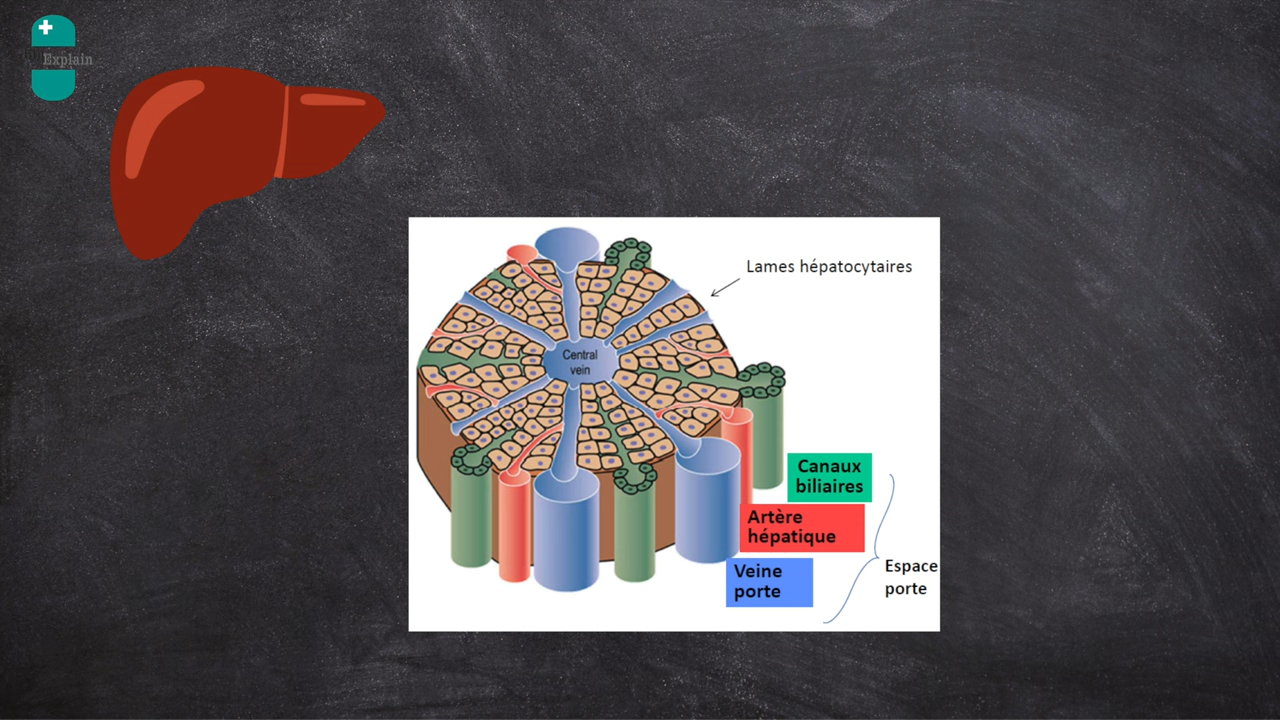 Explain
Lames hépatocytaires
Central
vein
Canaux
biliaires
Artère
hépatique
Veine
porte
Espace
porte